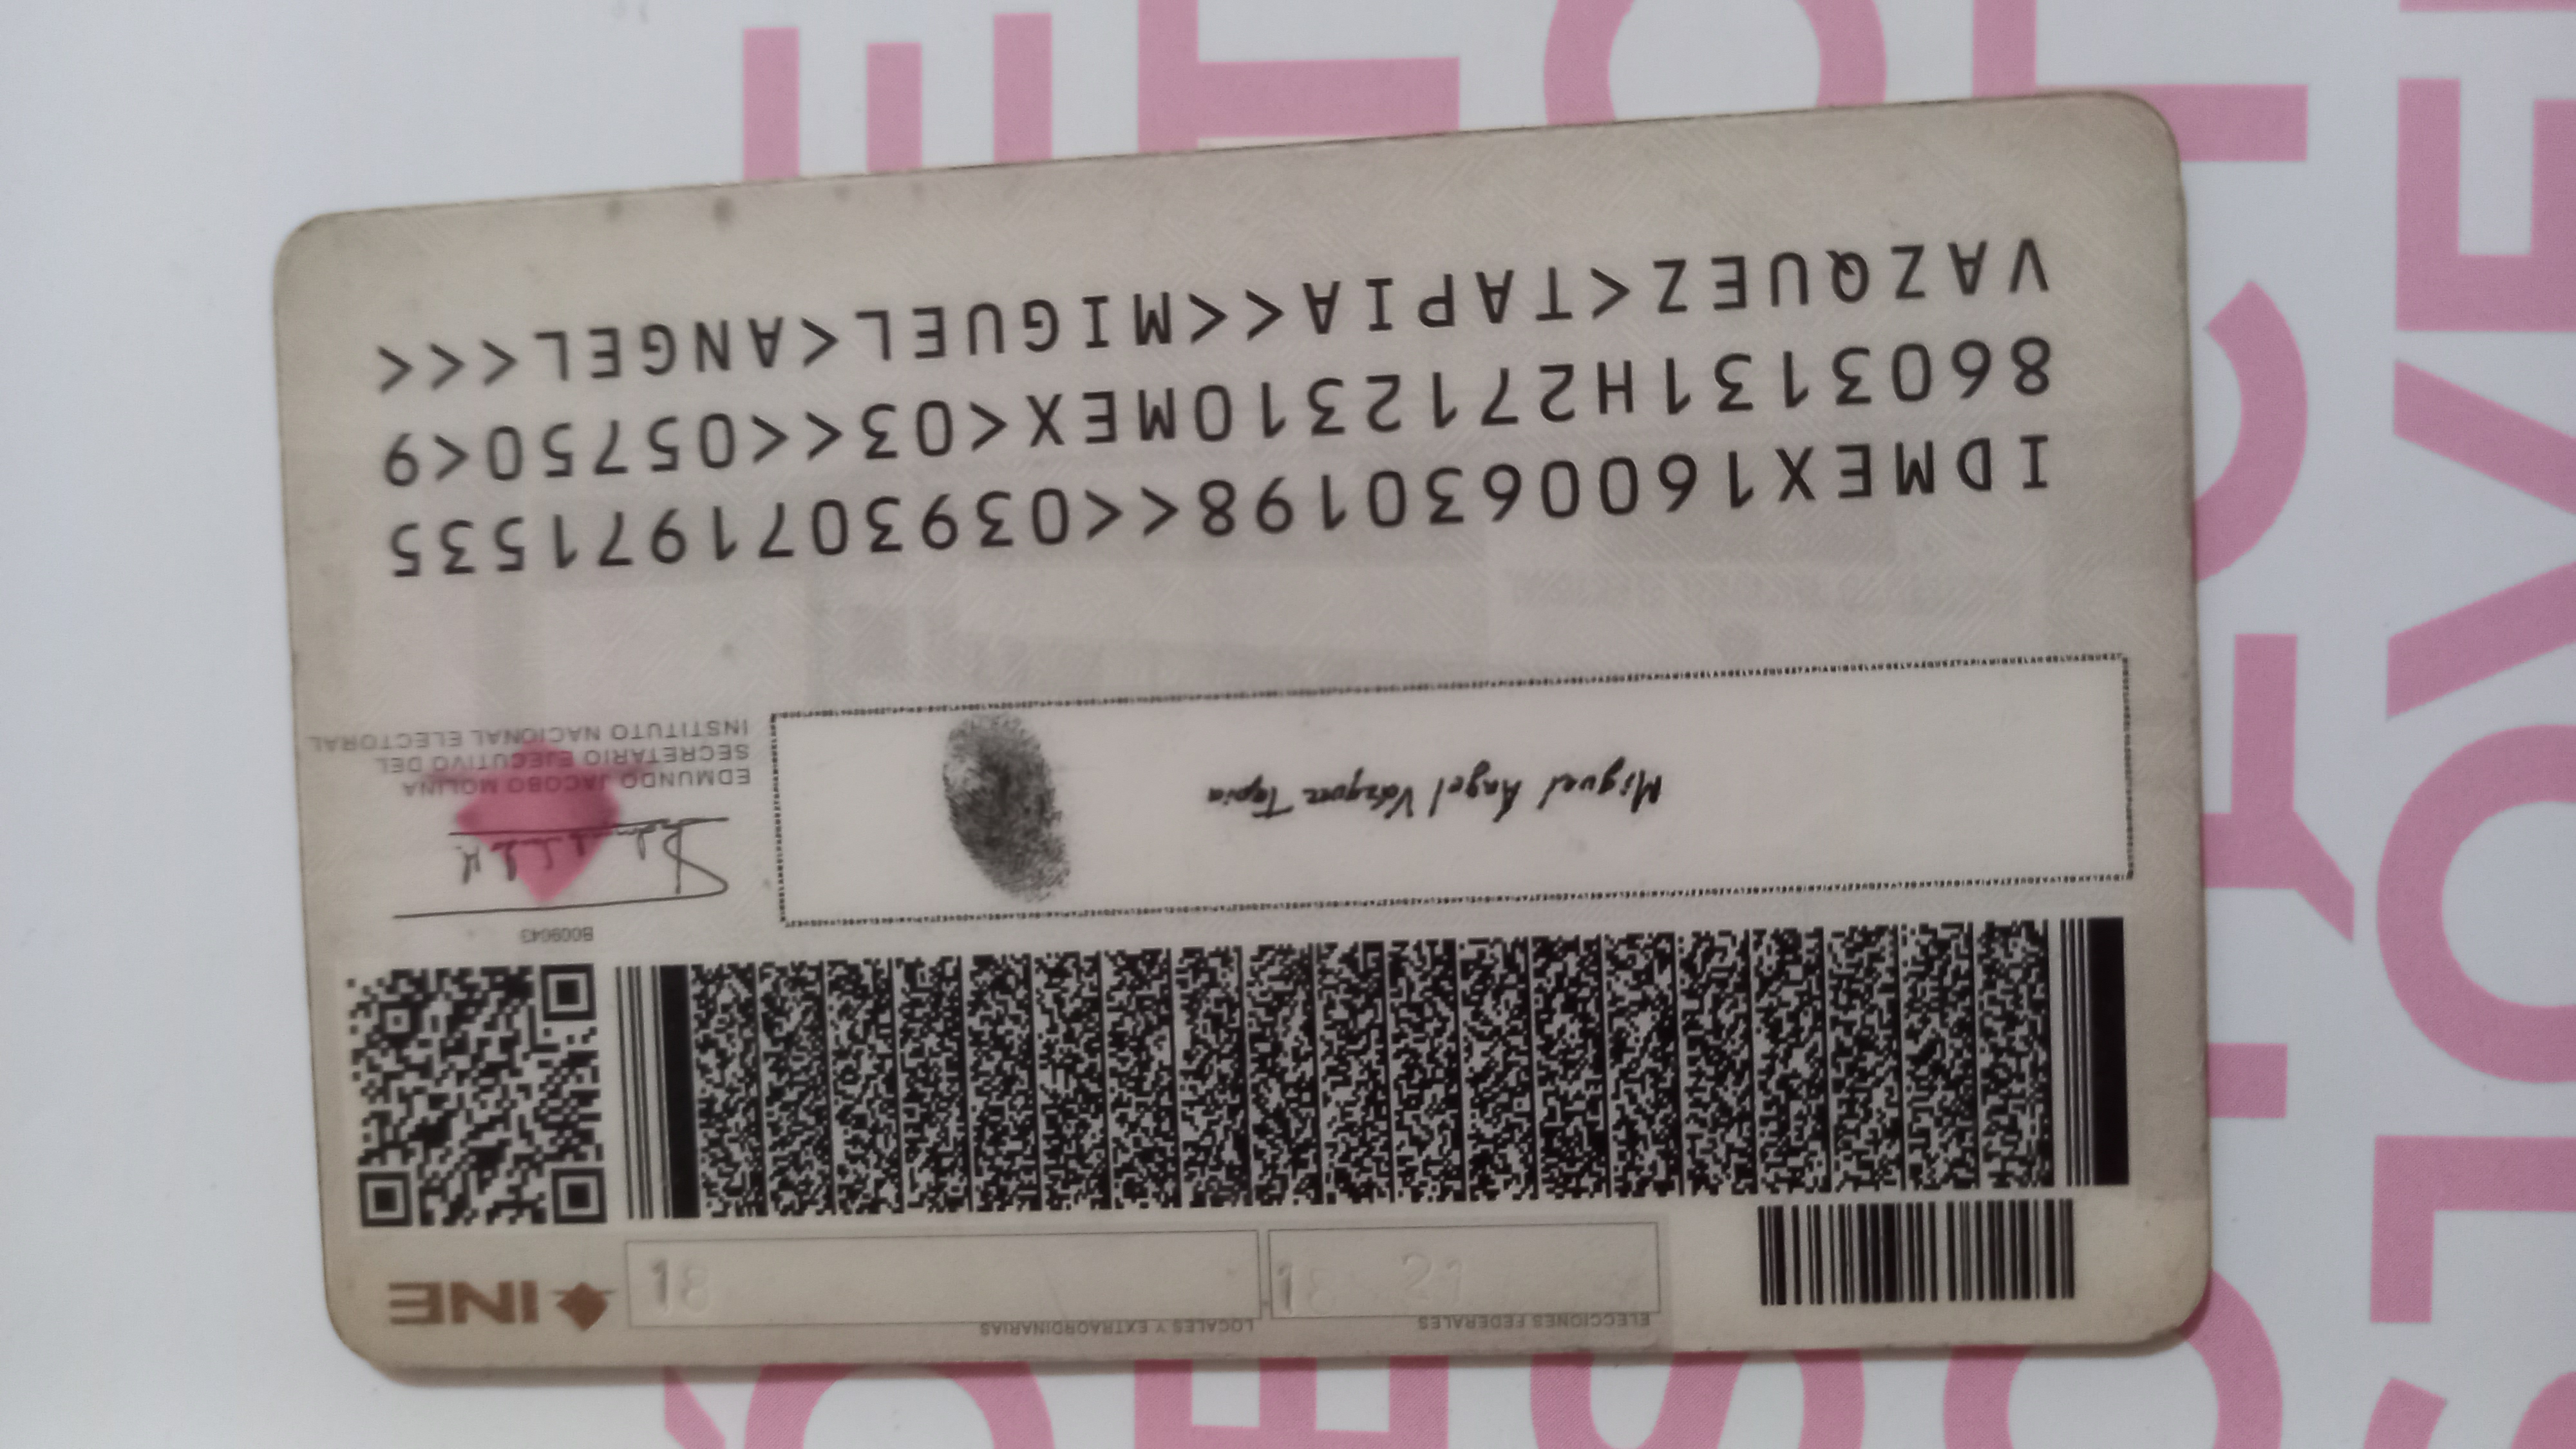 ELECCIONES FEDERALES
LOCALES Y EXTRAORDINARIAS
18 21
18
INE
B009043
Miguel Angel Vázquez Tapia
EDMUNDO JACOBO MOLINA
SECRETARIO EJECUTIVO DEL
INSTITUTO NACIONAL ELECTORAL
IDMEX1600630198<<0393071971535
8603131H2712310MEX<03<<05750<9
VAZQUEZ<TAPIA<<MIGUEL<ANGEL<<<